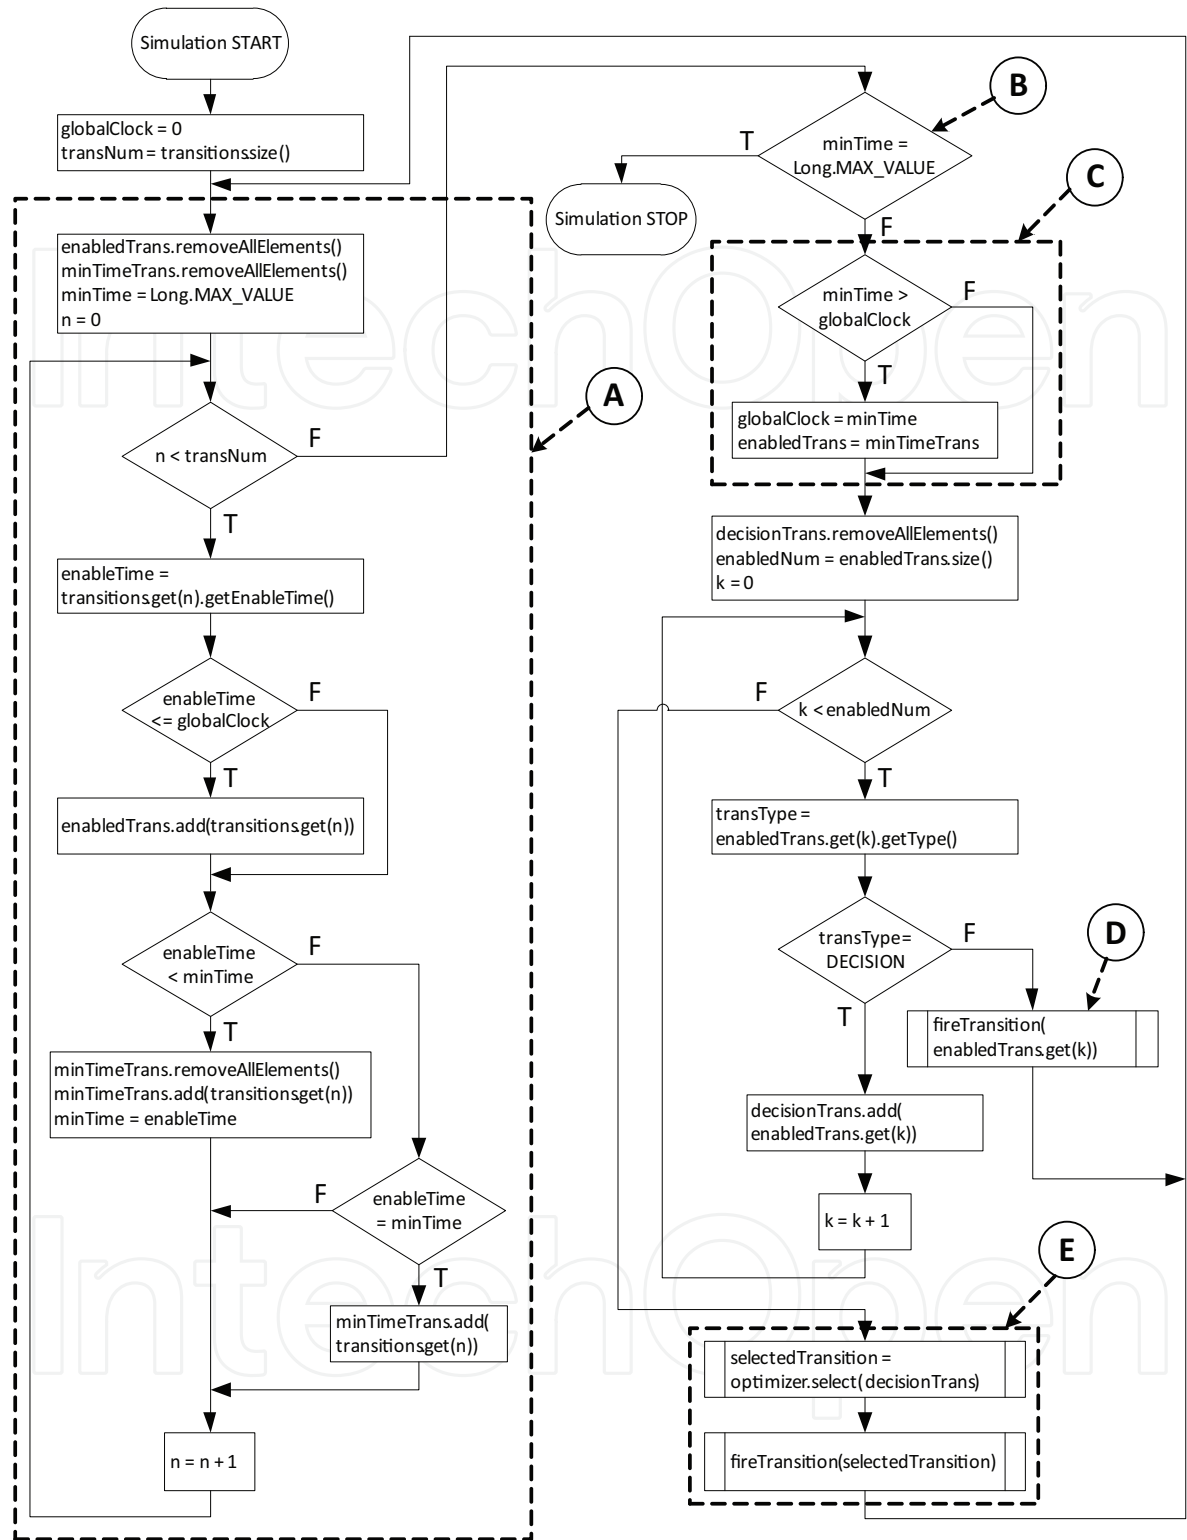 Simulation START
globalClock = 0
transNum = transitions.size()
enabledTrans.removeAllElements()
minTimeTrans.removeAllElements()
minTime = Long.MAX_VALUE
n = 0
n < transNum
F
T
enableTime =
transitions.get(n).getEnableTime()
enableTime
<= globalClock
F
T
enabledTrans.add(transitions.get(n))
enableTime
< minTime
F
T
minTimeTrans.removeAllElements()
minTimeTrans.add(transitions.get(n))
minTime = enableTime
enableTime
= minTime
F
T
minTimeTrans.add(
transitions.get(n))
n = n + 1
A
B
minTime =
Long.MAX_VALUE
T
Simulation STOP
F
C
minTime >
globalClock
F
T
globalClock = minTime
enabledTrans = minTimeTrans
decisionTrans.removeAllElements()
enabledNum = enabledTrans.size()
k = 0
F
k < enabledNum
T
transType =
enabledTrans.get(k).getType()
transType=
DECISION
F
T
D
fireTransition(
enabledTrans.get(k))
decisionTrans.add(
enabledTrans.get(k))
k = k + 1
E
selectedTransition =
optimizer.select(decisionTrans)
fireTransition(selectedTransition)
IntechOpen
IntechOpen